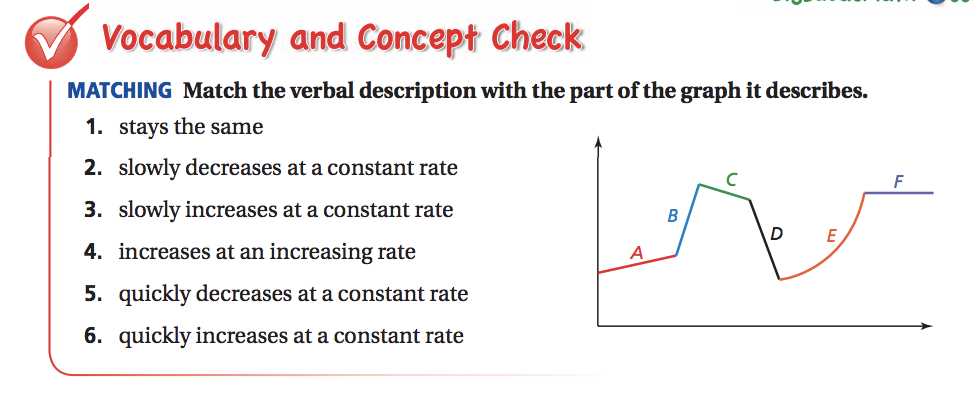 Vocabulary and Concept Check
MATCHING Match the verbal description with the part of the graph it describes.
1. stays the same
2. slowly decreases at a constant rate
3. slowly increases at a constant rate
4. increases at an increasing rate
5. quickly decreases at a constant rate
6. quickly increases at a constant rate
A
B
C
D
E
F